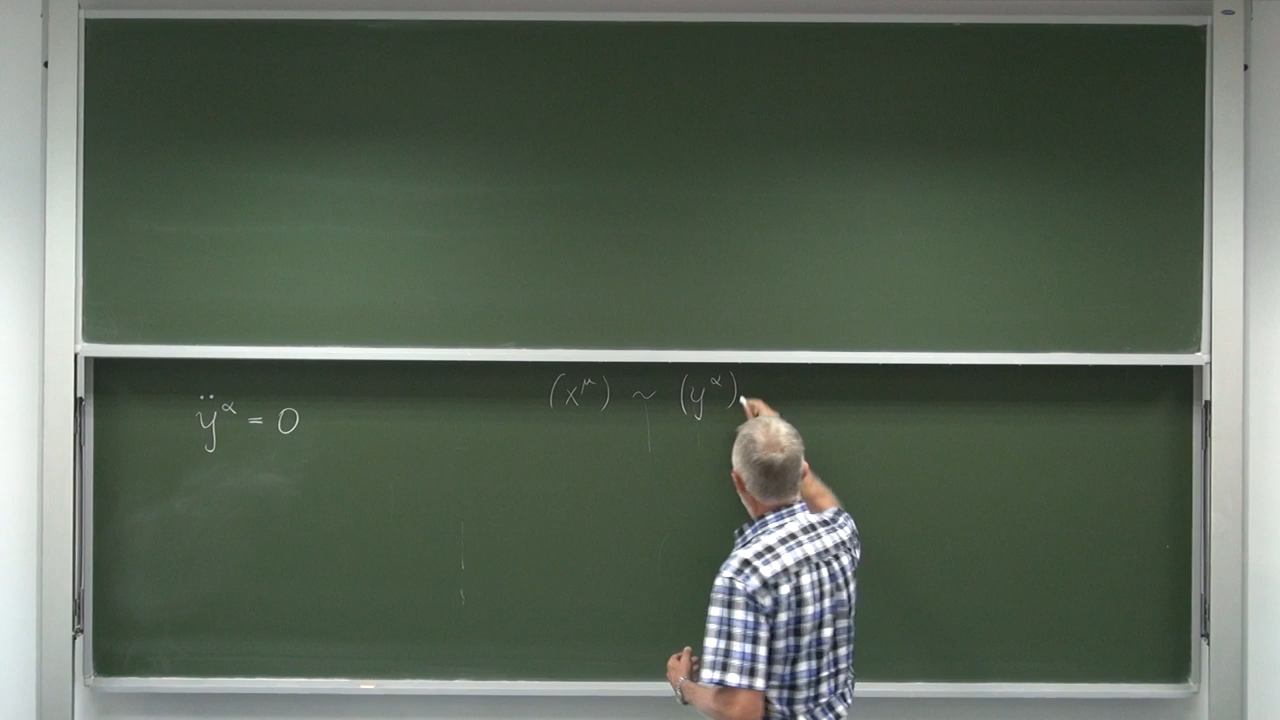 ÿ^α = 0
(x^μ) ~ (y^α)